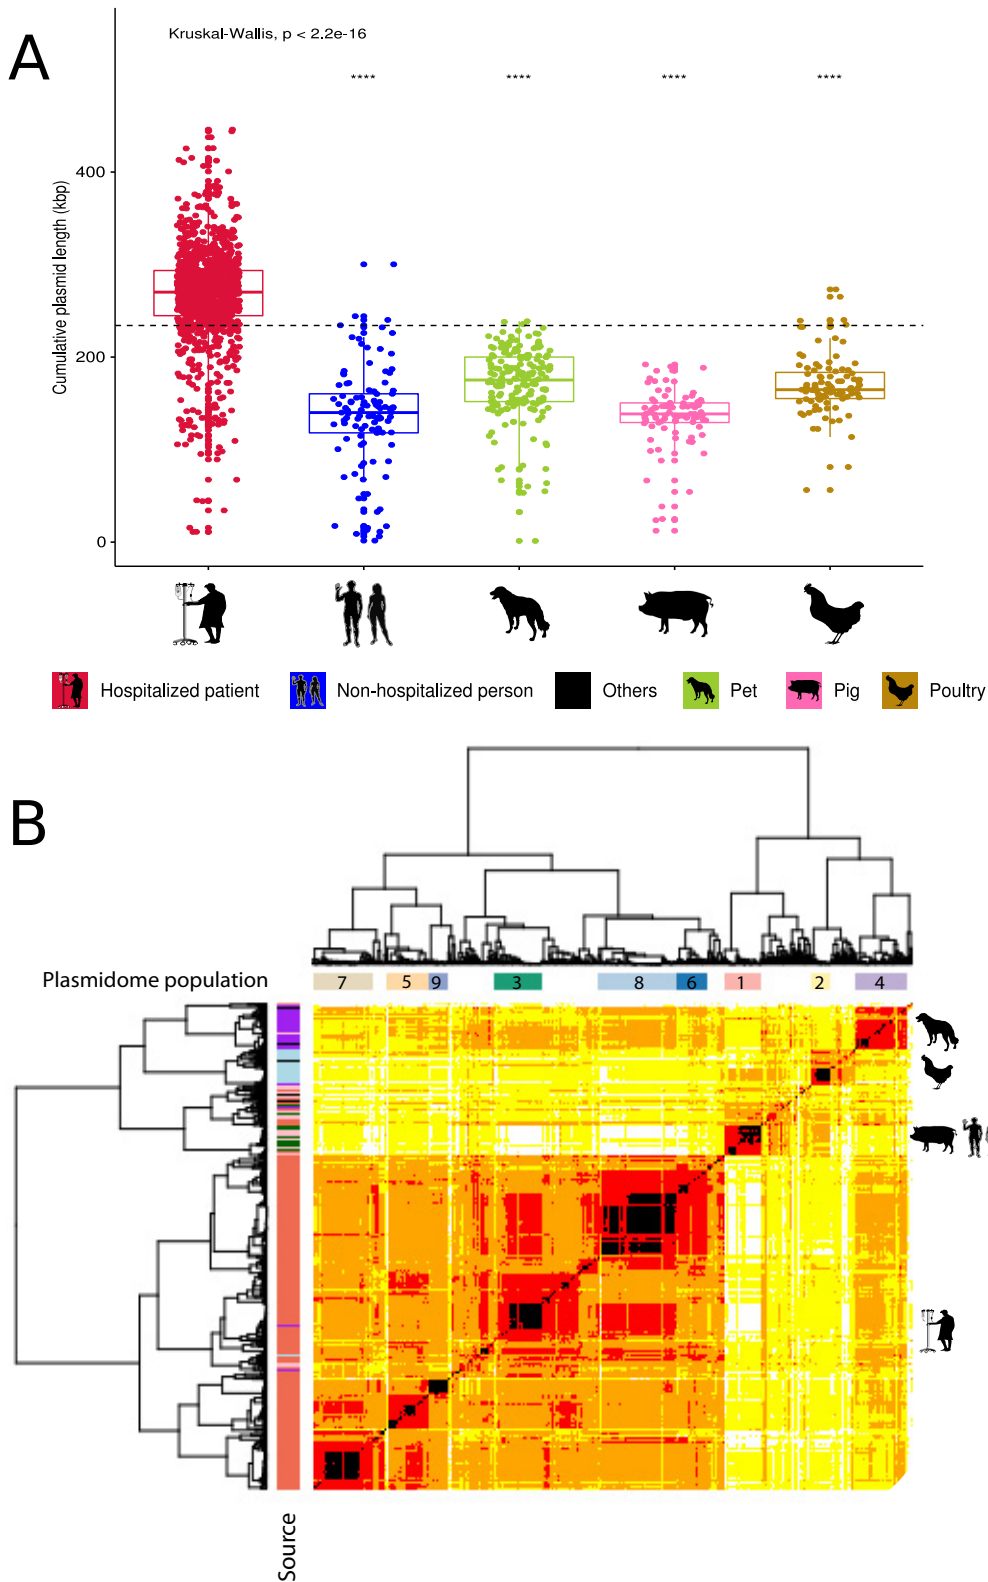 A
Kruskal-Wallis, p < 2.2e-16
**** **** **** ****
Cumulative plasmid length (kbp)
400
200
0
Hospitalized patient Non-hospitalized person Others Pet Pig Poultry
B
Plasmidome population
7 5 9 3 8 6 1 2 4
Source